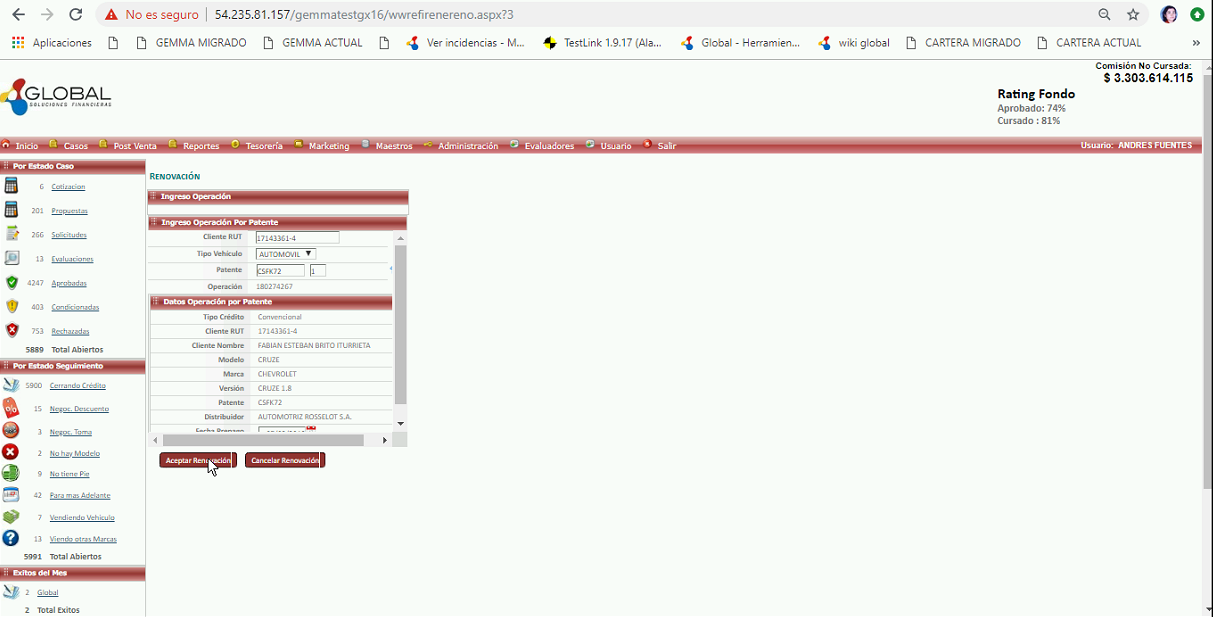 No es seguro | 54.235.81.157/gemmatestgx16/wwrefirenereno.aspx?3
Aplicaciones GEMMA MIGRADO GEMMA ACTUAL Ver incidencias - M... TestLink 1.9.17 (Ala... Global - Herramien... wiki global CARTERA MIGRADO CARTERA ACTUAL »
Comisión No Cursada:
$ 3.303.614.115
GLOBAL
SOLUCIONES FINANCIERAS
Rating Fondo
Aprobado: 74%
Cursado : 81%
Inicio Casos Post Venta Reportes Tesorería Marketing Maestros Administración Evaluadores Usuario Salir Usuario: ANDRES FUENTES
Por Estado Caso
6 Cotizacion
201 Propuestas
266 Solicitudes
13 Evaluaciones
4247 Aprobadas
403 Condicionadas
753 Rechazadas
5889 Total Abiertos
Por Estado Seguimiento
5900 Cerrando Crédito
15 Negoc. Descuento
3 Negoc. Toma
2 No hay Modelo
9 No tiene Pie
42 Para mas Adelante
7 Vendiendo Vehiculo
13 Viendo otras Marcas
5991 Total Abiertos
Exitos del Mes
2 Global
2 Total Exitos
RENOVACIÓN
Ingreso Operación
Ingreso Operación Por Patente
Cliente RUT 17143361-4
Tipo Vehículo AUTOMOVIL
Patente CSFK72 1
Operación 180274267
Datos Operación por Patente
Tipo Crédito Convencional
Cliente RUT 17143361-4
Cliente Nombre FABIAN ESTEBAN BRITO ITURRIETA
Modelo CRUZE
Marca CHEVROLET
Versión CRUZE 1.8
Patente CSFK72
Distribuidor AUTOMOTRIZ ROSSELOT S.A.
Fecha Prepago
Aceptar Renovación Cancelar Renovación